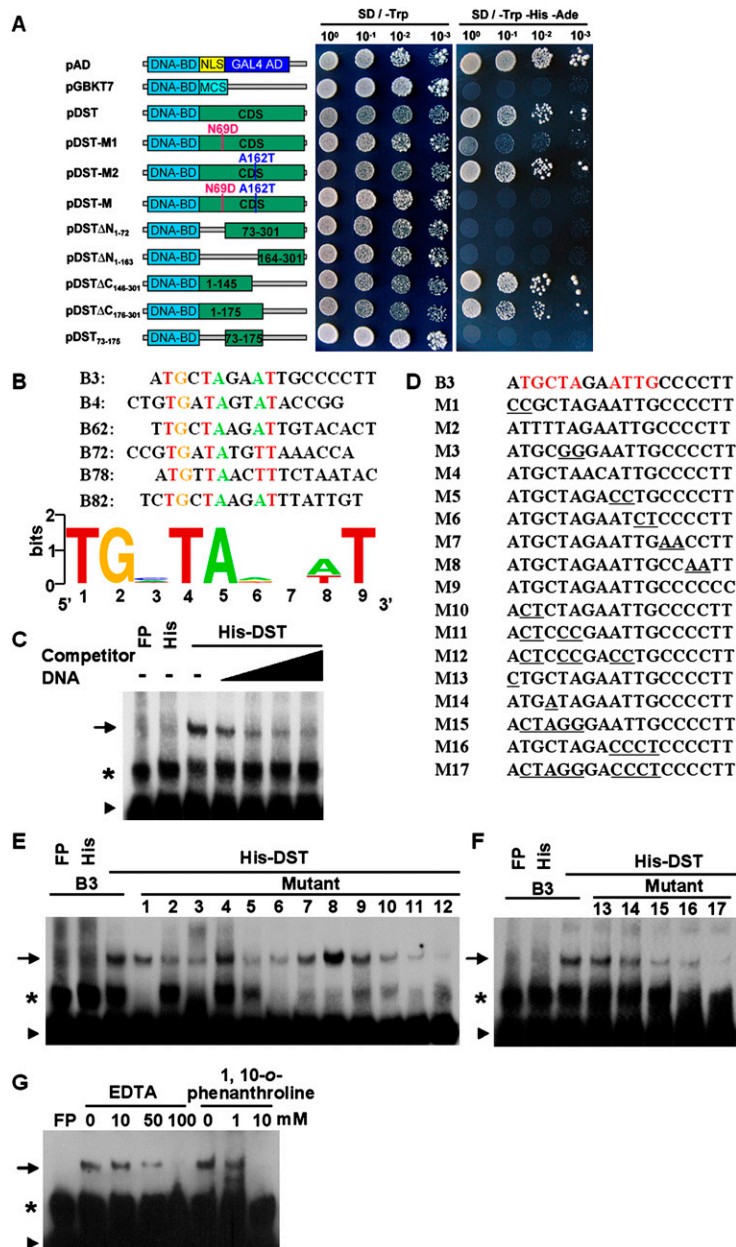 A
SD / -Trp
SD / -Trp -His -Ade
10⁰ 10⁻¹ 10⁻² 10⁻³
10⁰ 10⁻¹ 10⁻² 10⁻³
pAD DNA-BD NLS GAL4 AD
pGBKT7 DNA-BD MCS
pDST DNA-BD CDS
N69D
pDST-M1 DNA-BD CDS
A162T
pDST-M2 DNA-BD CDS
N69D A162T
pDST-M DNA-BD CDS
pDSTΔN₁₋₇₂ DNA-BD 73-301
pDSTΔN₁₋₁₆₃ DNA-BD 164-301
pDSTΔC₁₄₆₋₃₀₁ DNA-BD 1-145
pDSTΔC₁₇₆₋₃₀₁ DNA-BD 1-175
pDST₇₃₋₁₇₅ DNA-BD 73-175
B
B3: ATGCTAGAATTGCCCCTT
B4: CTGTGATAGTATACCGG
B62: TTGCTAAGATTGTACACT
B72: CCGTGATATGTTAAACCA
B78: ATGTTAACTTTCTAATAC
B82: TCTGCTAAGATTTATTGT
2
bits
1
0
TG TA A T
5' 1 2 3 4 5 6 7 8 9 3'
C
FP
His
His-DST
Competitor DNA - - -
*
D
B3 ATGCTAGAATTGCCCCTT
M1 CCGCTAGAATTGCCCCTT
M2 ATTTTAGAATTGCCCCTT
M3 ATGCGGGAATTGCCCCTT
M4 ATGCTAACATTGCCCCTT
M5 ATGCTAGACCTGCCCCTT
M6 ATGCTAGAATCTCCCCTT
M7 ATGCTAGAATTGAACCTT
M8 ATGCTAGAATTGCCAATT
M9 ATGCTAGAATTGCCCCCC
M10 ACTCTAGAATTGCCCCTT
M11 ACTCCCGAATTGCCCCTT
M12 ACTCCCGACCTGCCCCTT
M13 CTGCTAGAATTGCCCCTT
M14 ATGATAGAATTGCCCCTT
M15 ACTAGGGAATTGCCCCTT
M16 ATGCTAGACCCTCCCCTT
M17 ACTAGGGACCCTCCCCTT
E
FP
His
His-DST
B3 Mutant
1 2 3 4 5 6 7 8 9 10 11 12
*
F
FP
His
His-DST
B3 Mutant
13 14 15 16 17
*
G
1, 10-o-
EDTA phenanthroline
FP 0 10 50 100 0 1 10 mM
*